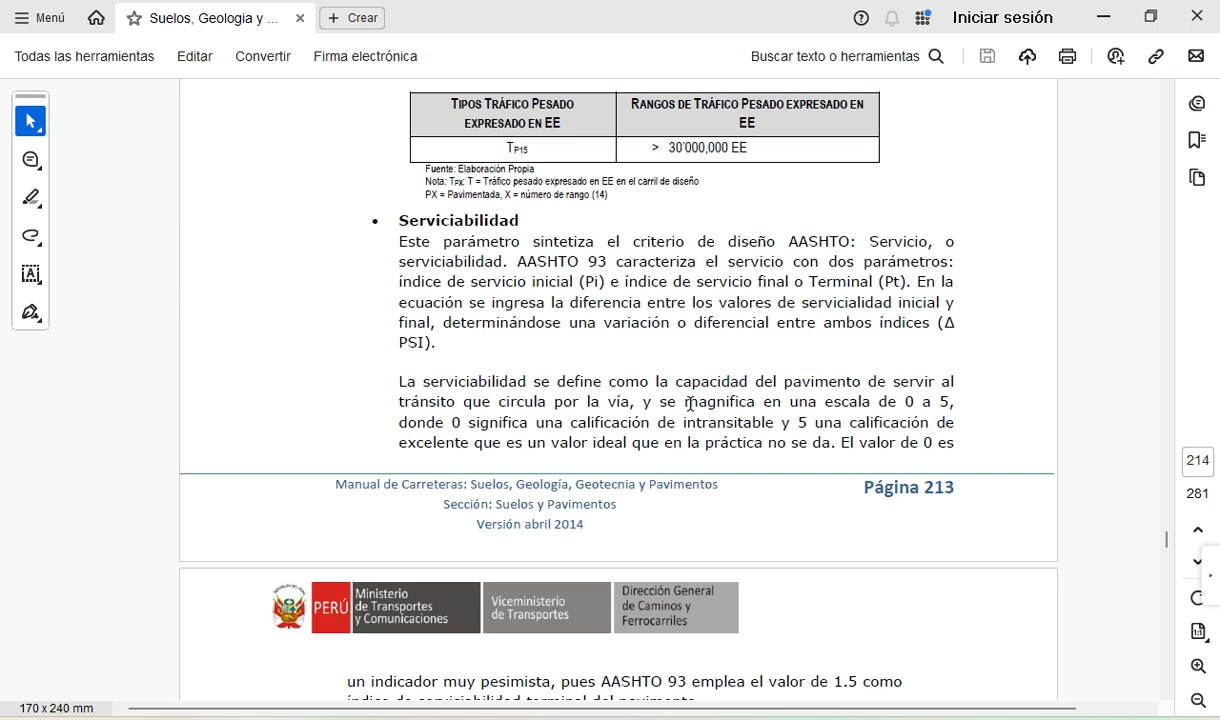 Menú
Suelos, Geologia y ...
Crear
Iniciar sesión
Todas las herramientas
Editar
Convertir
Firma electrónica
Buscar texto o herramientas
TIPOS TRÁFICO PESADO EXPRESADO EN EE
RANGOS DE TRÁFICO PESADO EXPRESADO EN EE
TP15
> 30'000,000 EE
Fuente: Elaboración Propia
Nota: TPX: T = Tráfico pesado expresado en EE en el carril de diseño
PX = Pavimentada, X = número de rango (14)
• Serviciabilidad
Este parámetro sintetiza el criterio de diseño AASHTO: Servicio, o
serviciabilidad. AASHTO 93 caracteriza el servicio con dos parámetros:
índice de servicio inicial (Pi) e índice de servicio final o Terminal (Pt). En la
ecuación se ingresa la diferencia entre los valores de servicialidad inicial y
final, determinándose una variación o diferencial entre ambos índices (Δ
PSI).
La serviciabilidad se define como la capacidad del pavimento de servir al
tránsito que circula por la vía, y se magnifica en una escala de 0 a 5,
donde 0 significa una calificación de intransitable y 5 una calificación de
excelente que es un valor ideal que en la práctica no se da. El valor de 0 es
Manual de Carreteras: Suelos, Geología, Geotecnia y Pavimentos
Sección: Suelos y Pavimentos
Versión abril 2014
Página 213
PERÚ
Ministerio
de Transportes
y Comunicaciones
Viceministerio
de Transportes
Dirección General
de Caminos y
Ferrocarriles
un indicador muy pesimista, pues AASHTO 93 emplea el valor de 1.5 como
índice de serviciabilidad terminal del pavimento
214
281
170 x 240 mm